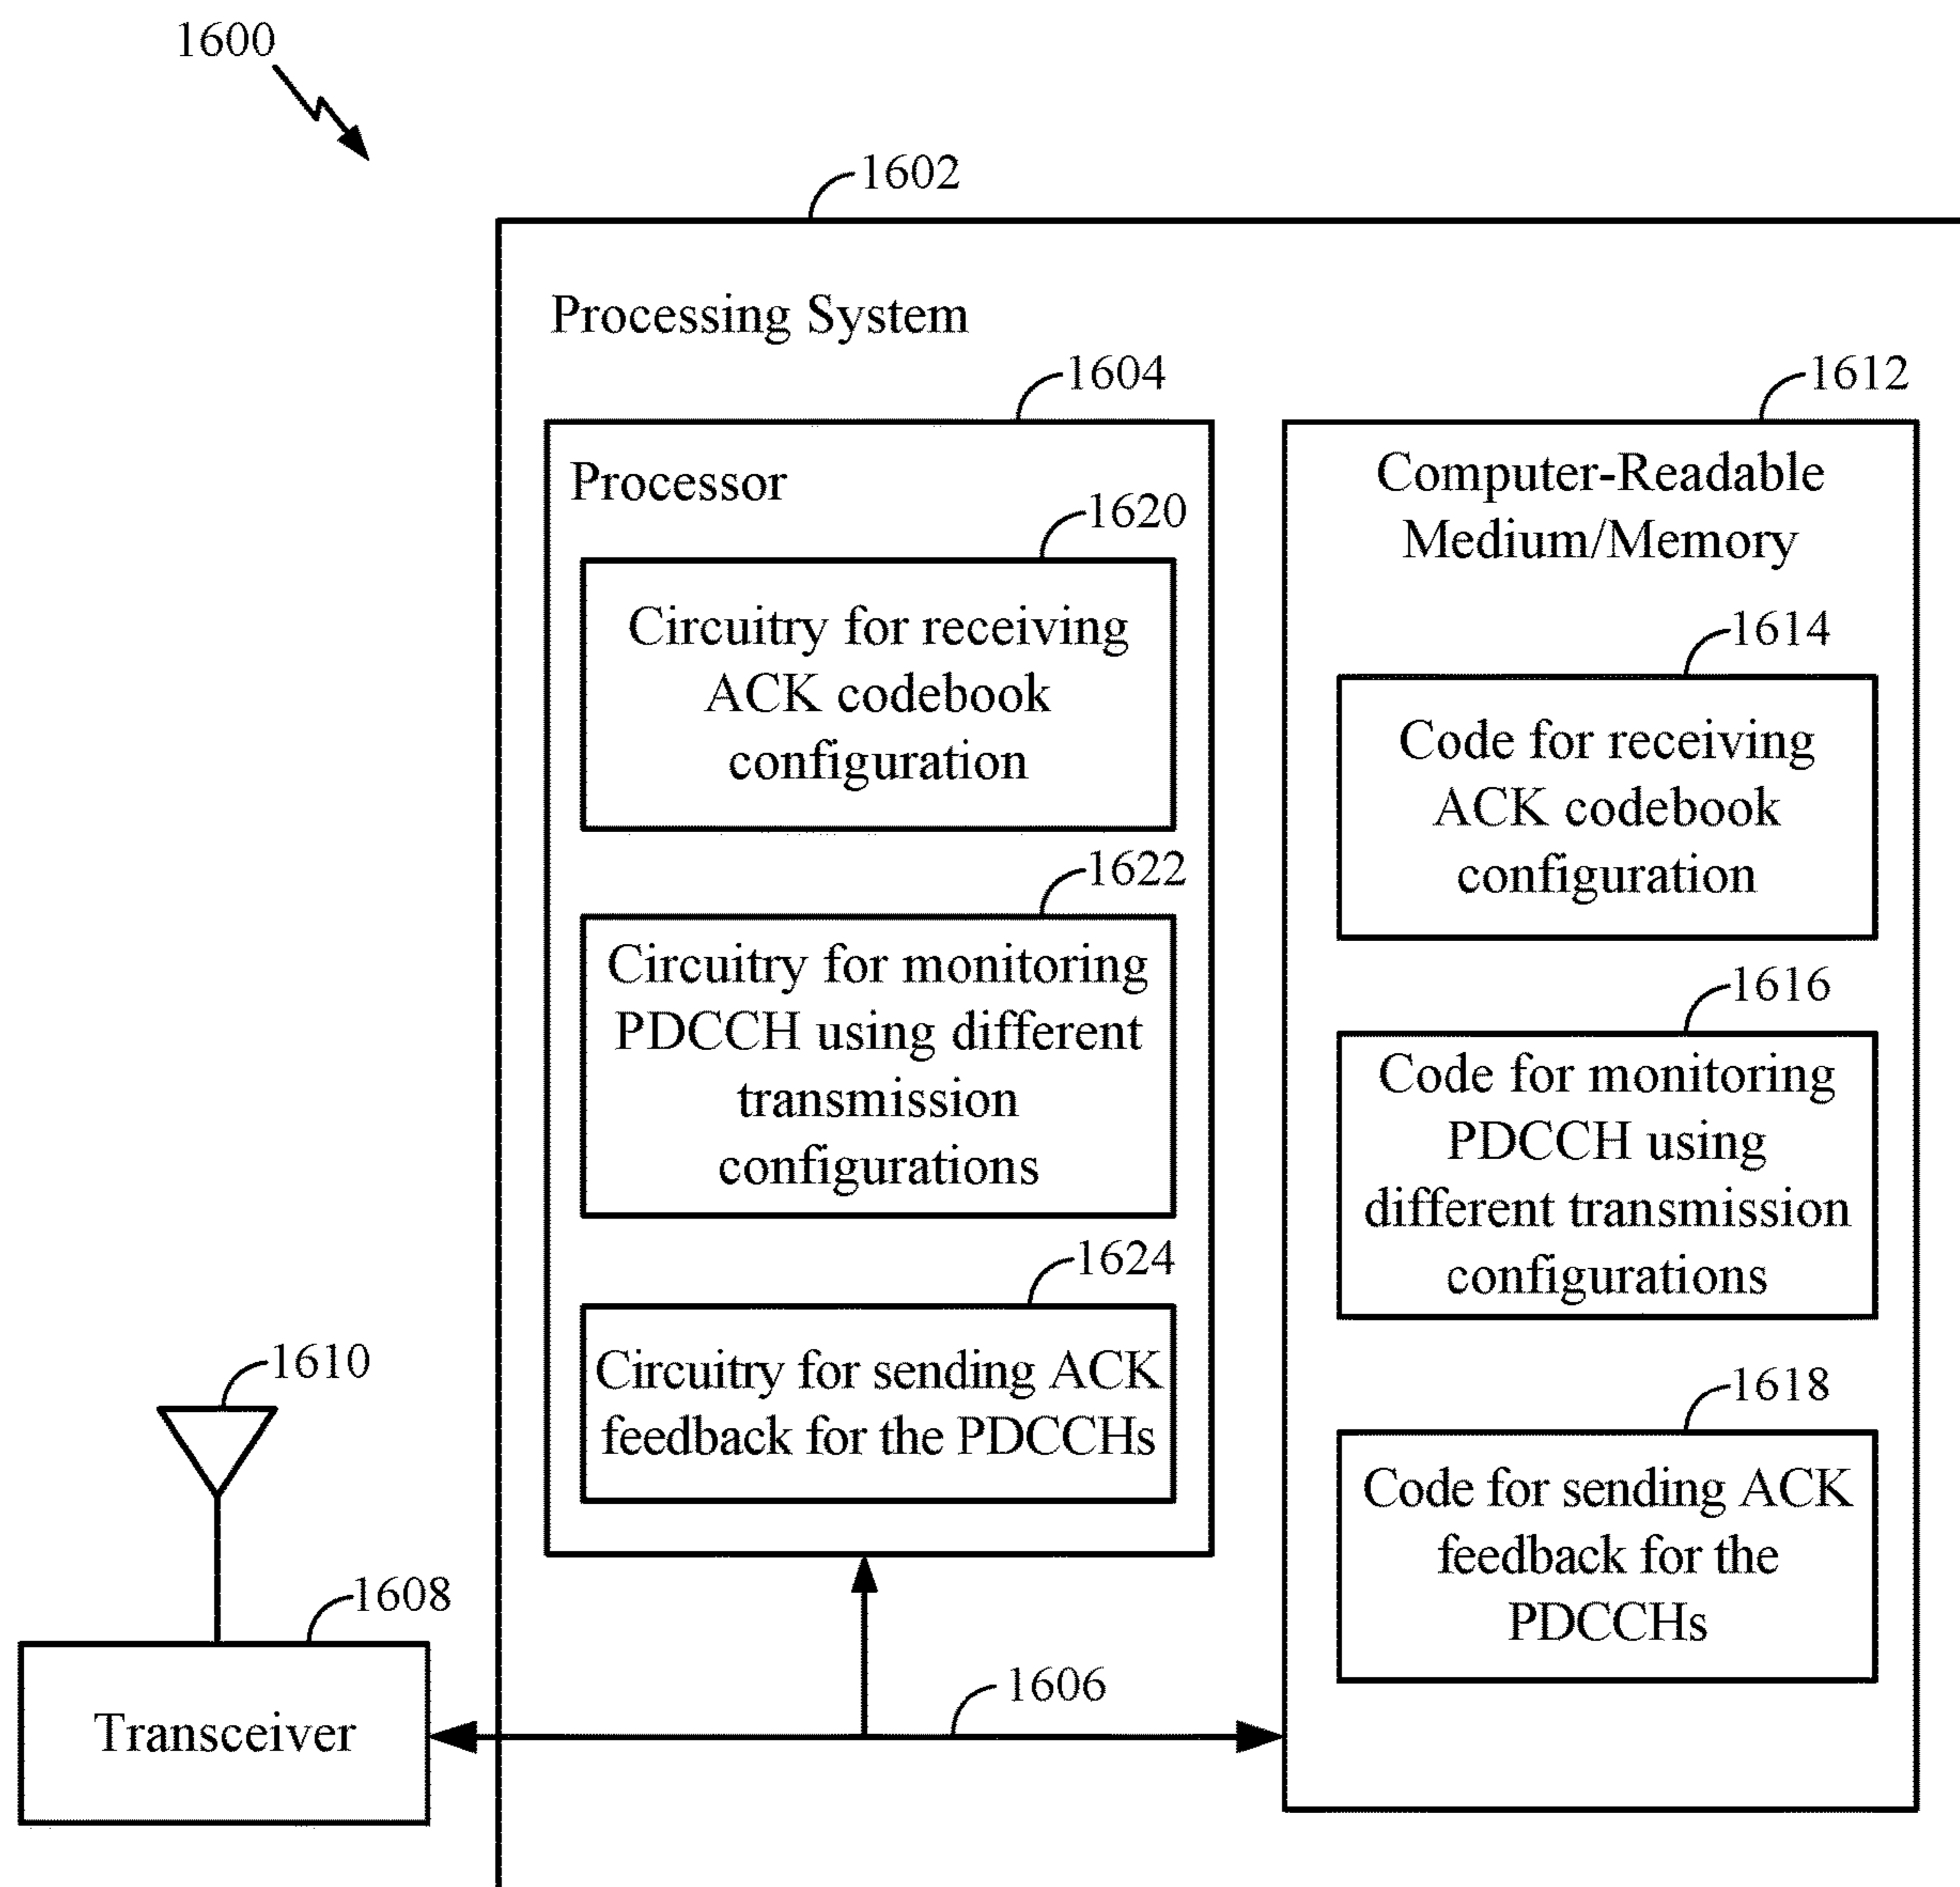 1600
1602
Processing System
1604
Processor
1620
Circuitry for receiving
ACK codebook
configuration
1622
Circuitry for monitoring
PDCCH using different
transmission
configurations
1624
Circuitry for sending ACK
feedback for the PDCCHs
1612
Computer-Readable
Medium/Memory
1614
Code for receiving
ACK codebook
configuration
1616
Code for monitoring
PDCCH using
different transmission
configurations
1618
Code for sending ACK
feedback for the
PDCCHs
1610
1608
Transceiver
1606